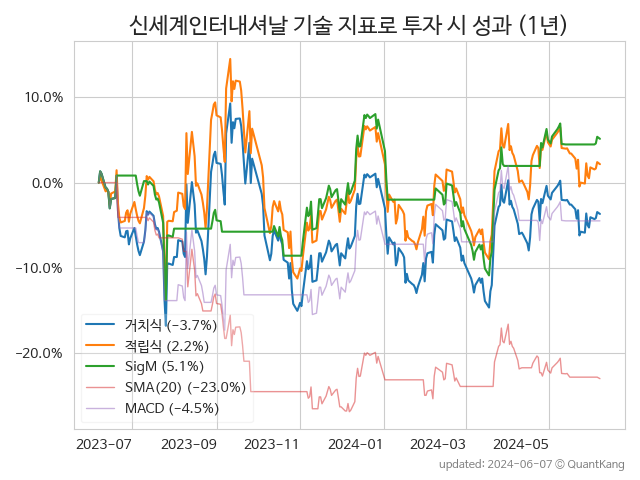 신세계인터내셔날 기술 지표로 투자 시 성과 (1년)
10.0%
0.0%
−10.0%
−20.0%
거치식 (−3.7%)
적립식 (2.2%)
SigM (5.1%)
SMA(20) (−23.0%)
MACD (−4.5%)
2023−07
2023−09
2023−11
2024−01
2024−03
2024−05
updated: 2024-06-07 © QuantKang